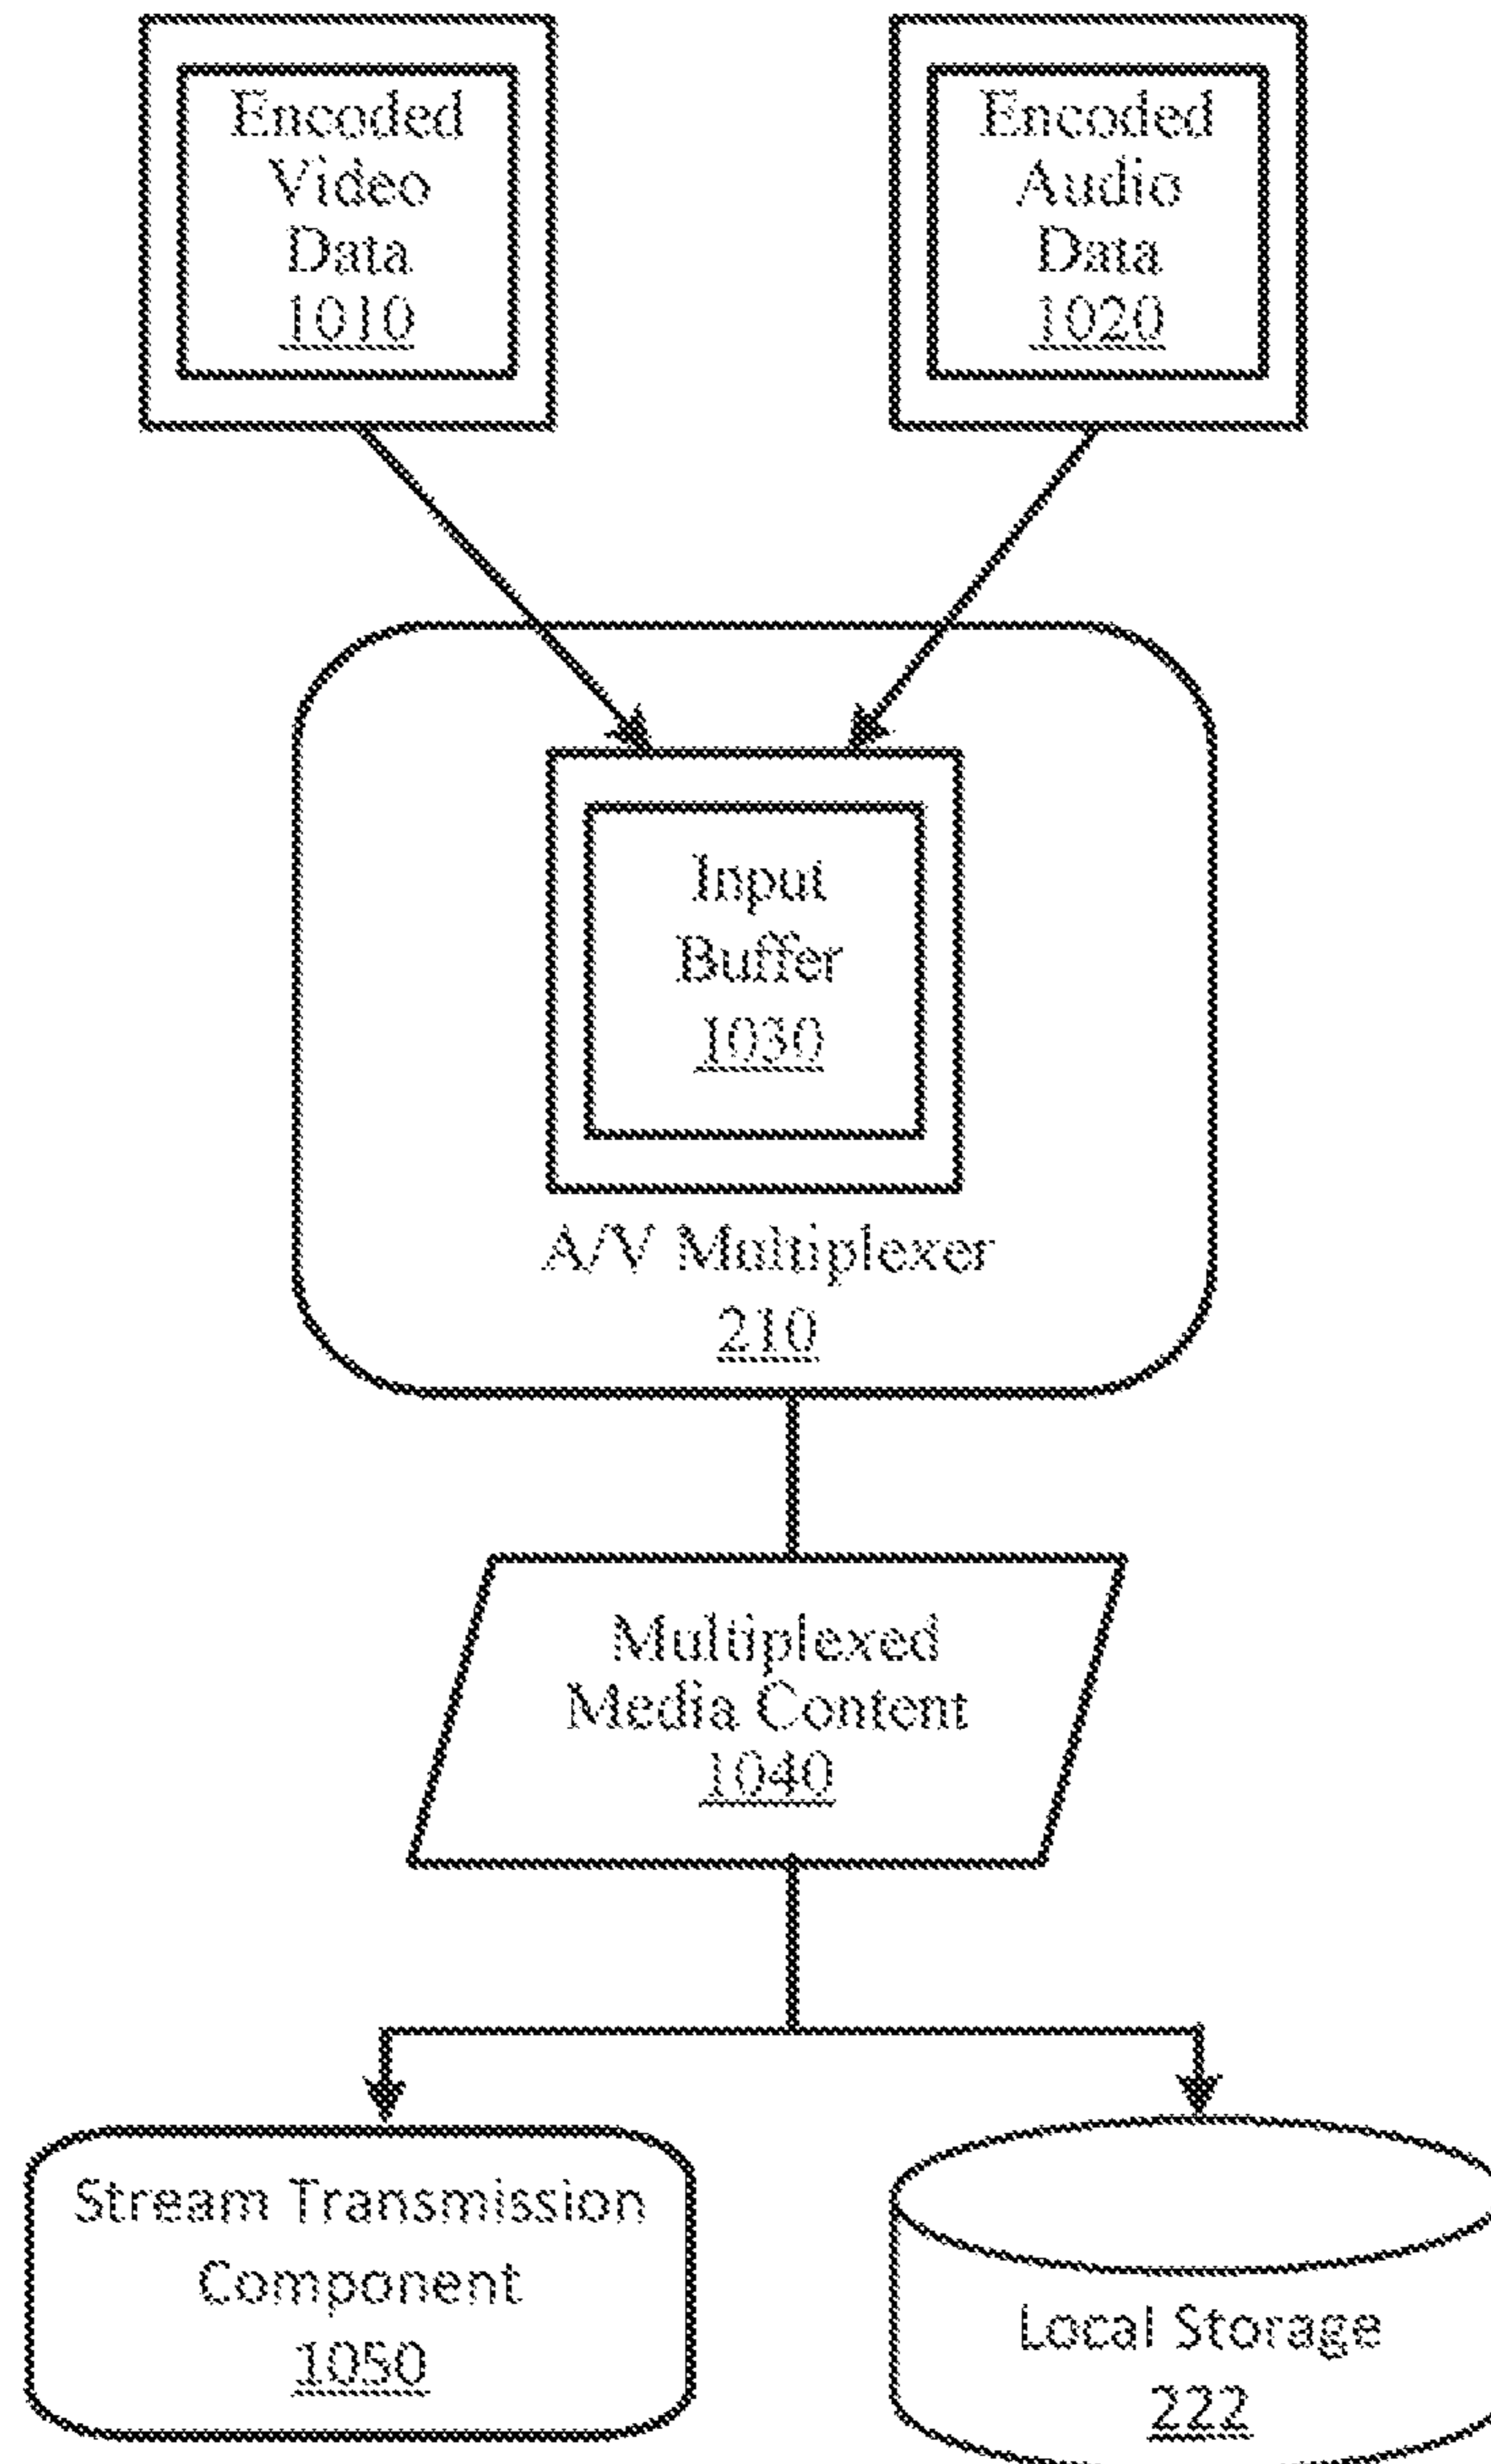 Encoded
Video
Data
1010
Encoded
Audio
Data
1020
Input
Buffer
1030
A/V Multiplexer
210
Multiplexed
Media Content
1040
Stream Transmission
Component
1050
Local Storage
222